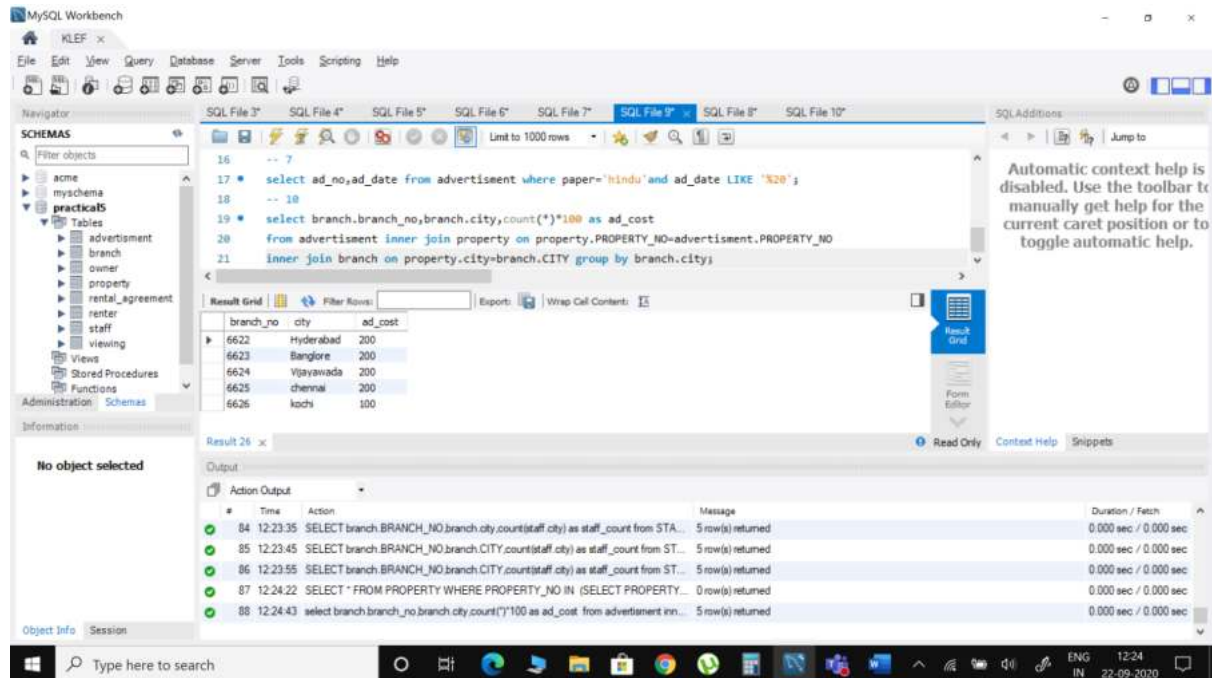 MySQL Workbench
KLEF ×
File Edit View Query Database Server Tools Scripting Help
Navigator
SCHEMAS
Filter objects
acme
myschema
practical5
Tables
advertisment
branch
owner
property
rental_agreement
renter
staff
viewing
Views
Stored Procedures
Functions
Administration Schemas
Information
No object selected
Object Info Session
SQL File 3* SQL File 4* SQL File 5* SQL File 6* SQL File 7* SQL File 9* × SQL File 8* SQL File 10*
Limit to 1000 rows
16 -- 7
17 select ad_no,ad_date from advertisment where paper='hindu'and ad_date LIKE '%20';
18 -- 10
19 select branch.branch_no,branch.city,count(*)*100 as ad_cost
20 from advertisment inner join property on property.PROPERTY_NO=advertisment.PROPERTY_NO
21 inner join branch on property.city=branch.CITY group by branch.city;
Result Grid Filter Rows: Export: Wrap Cell Content:
branch_no city ad_cost
6622 Hyderabad 200
6623 Banglore 200
6624 Vijayawada 200
6625 chennai 200
6626 kochi 100
Result Grid
Form Editor
Result 26 × Read Only
Output
Action Output
# Time Action Message Duration / Fetch
84 12:23:35 SELECT branch.BRANCH_NO,branch.city,count(staff.city) as staff_count from STA... 5 row(s) returned 0.000 sec / 0.000 sec
85 12:23:45 SELECT branch.BRANCH_NO,branch.CITY,count(staff.city) as staff_count from ST... 5 row(s) returned 0.000 sec / 0.000 sec
86 12:23:55 SELECT branch.BRANCH_NO,branch.CITY,count(staff.city) as staff_count from ST... 5 row(s) returned 0.000 sec / 0.000 sec
87 12:24:22 SELECT * FROM PROPERTY WHERE PROPERTY_NO IN (SELECT PROPERTY... 0 row(s) returned 0.000 sec / 0.000 sec
88 12:24:43 select branch.branch_no,branch.city,count(*)*100 as ad_cost from advertisment inn... 5 row(s) returned 0.000 sec / 0.000 sec
SQLAdditions
Jump to
Automatic context help is
disabled. Use the toolbar to
manually get help for the
current caret position or to
toggle automatic help.
Context Help Snippets
Type here to search
ENG
IN
12:24
22-09-2020